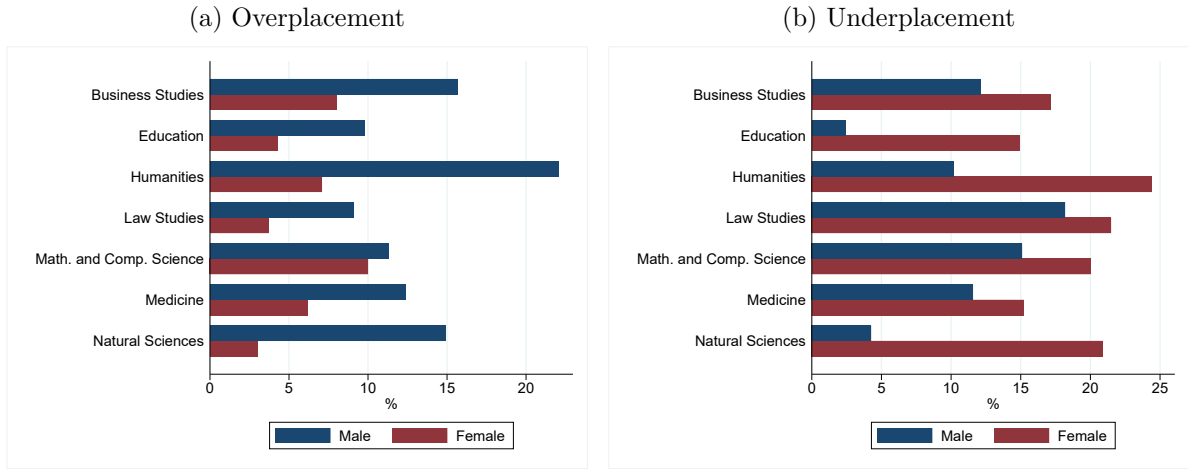 (a) Overplacement
Business Studies
Education
Humanities
Law Studies
Math. and Comp. Science
Medicine
Natural Sciences
0 5 10 15 20
%
Male Female
(b) Underplacement
Business Studies
Education
Humanities
Law Studies
Math. and Comp. Science
Medicine
Natural Sciences
0 5 10 15 20 25
%
Male Female